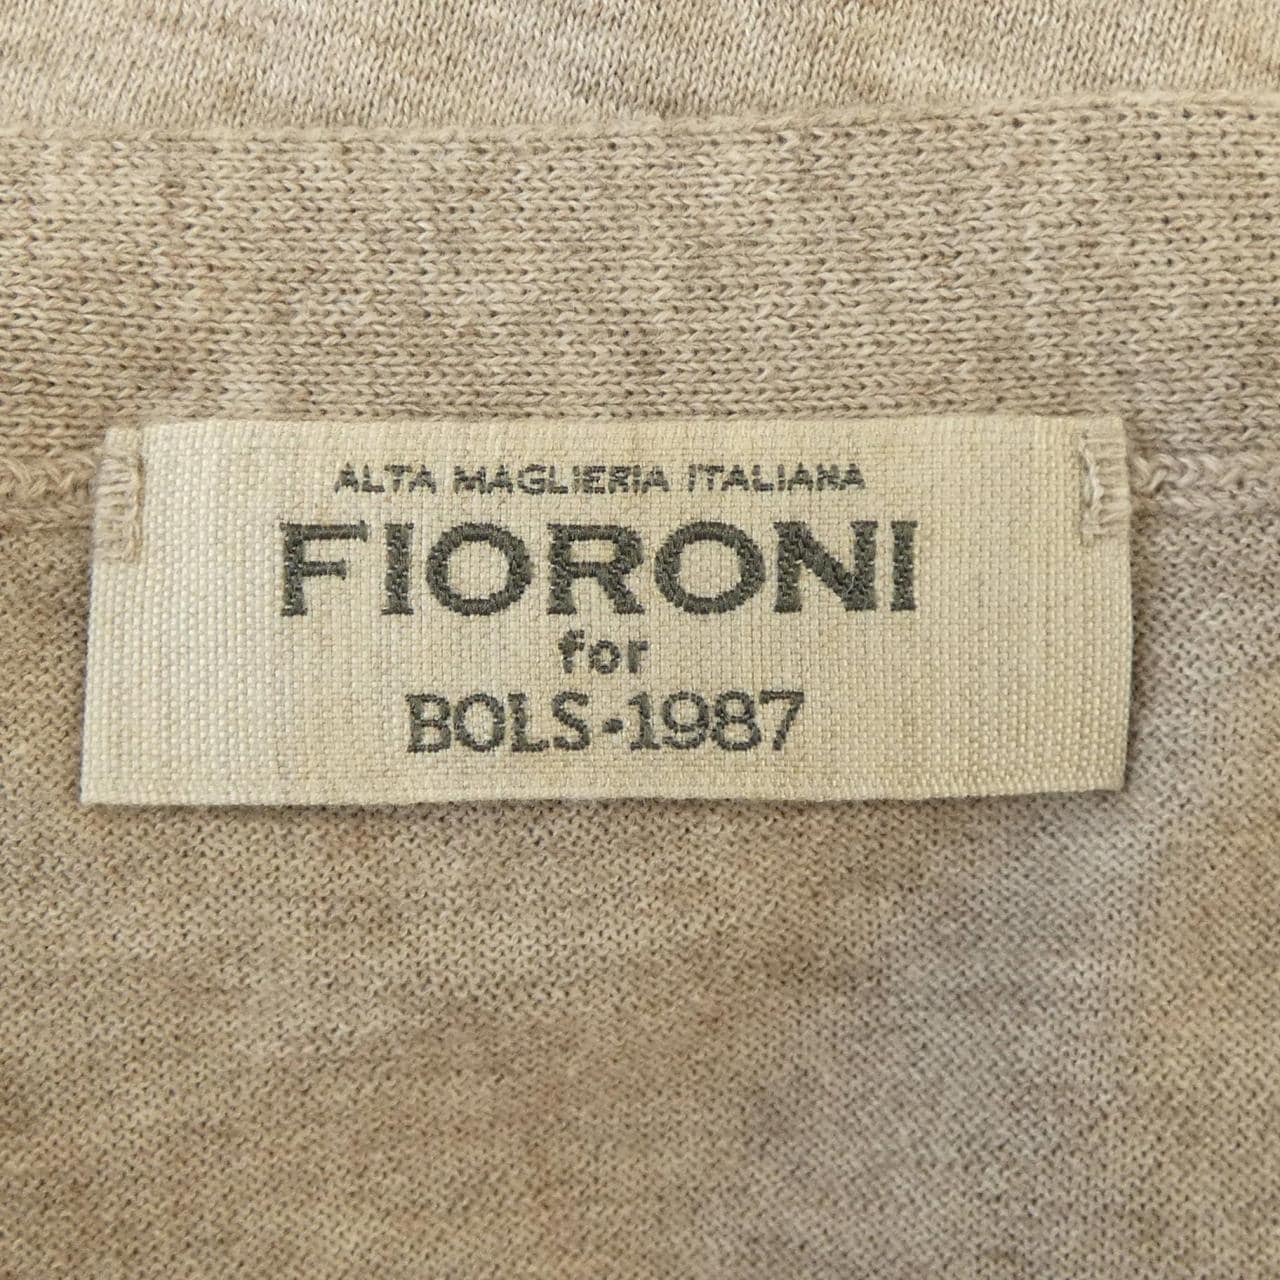 ALTA MAGLIERIA ITALIANA
FIORONI
for
BOLS·1987